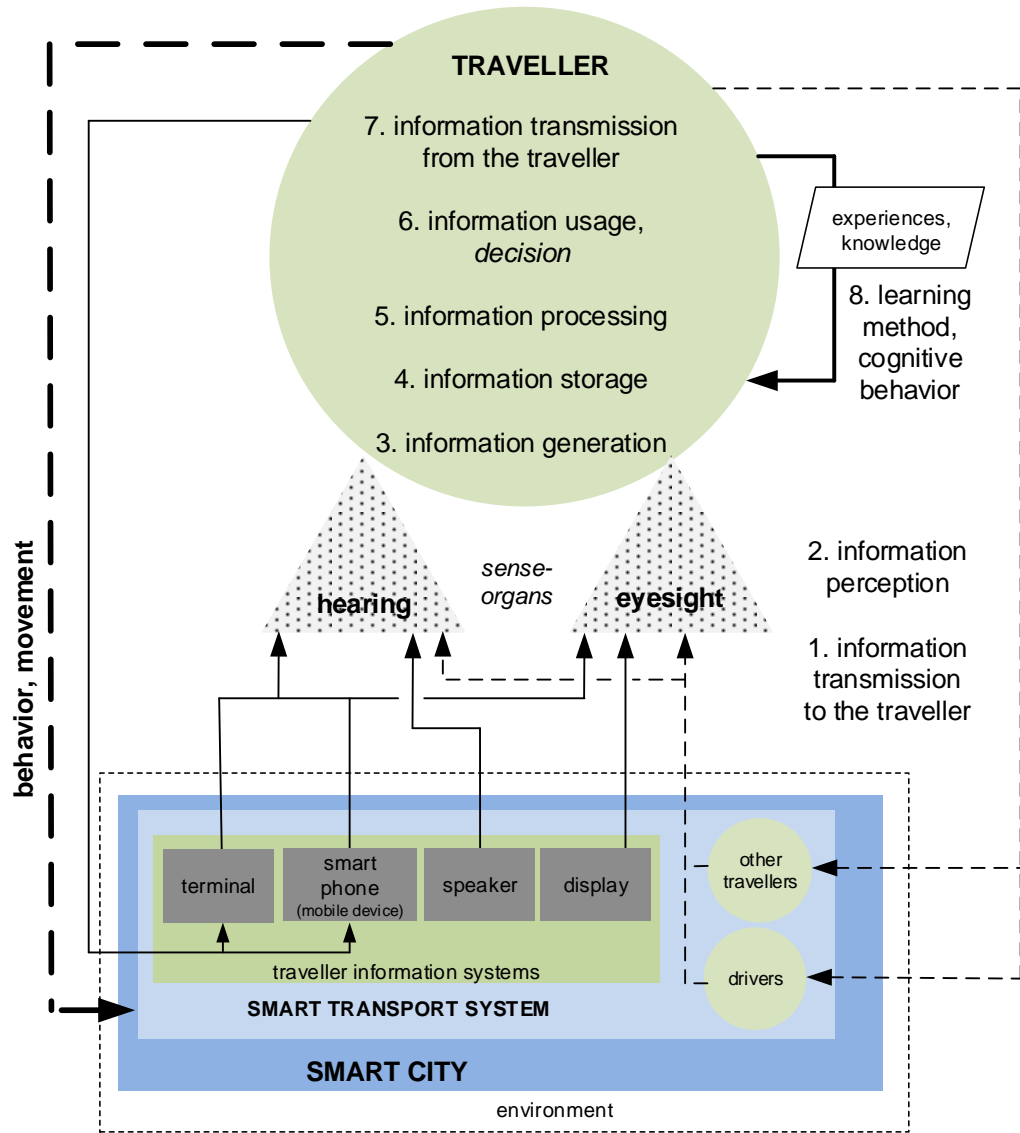 TRAVELLER
7. information transmission
from the traveller
6. information usage,
decision
5. information processing
4. information storage
3. information generation
experiences,
knowledge
8. learning
method,
cognitive
behavior
sense-
organs
hearing
eyesight
2. information
perception
1. information
transmission
to the traveller
behavior, movement
terminal
smart
phone
(mobile device)
speaker
display
other
travellers
drivers
traveller information systems
SMART TRANSPORT SYSTEM
SMART CITY
environment